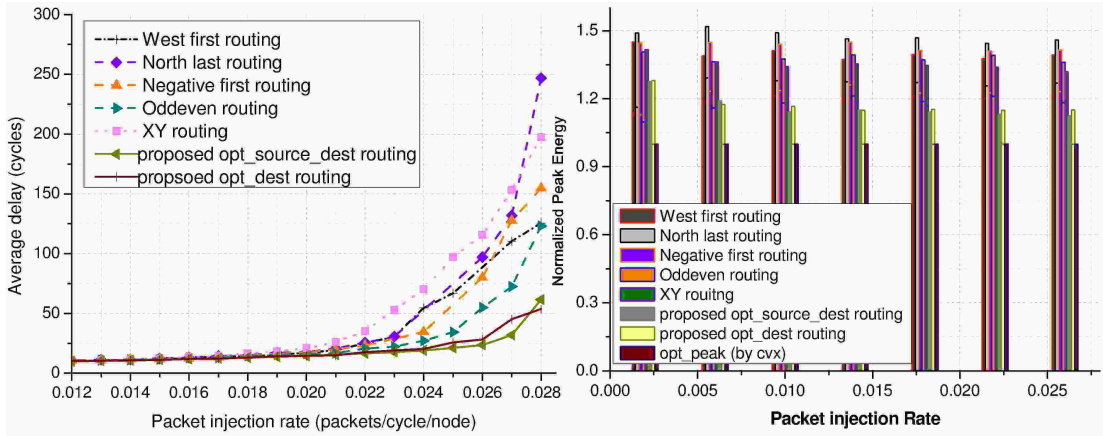 300
250
200
150
100
50
0
Average delay (cycles)
West first routing
North last routing
Negative first routing
Oddeven routing
XY routing
proposed opt_source_dest routing
propsoed opt_dest routing
0.012 0.014 0.016 0.018 0.020 0.022 0.024 0.026 0.028
Packet injection rate (packets/cycle/node)
1.5
1.2
0.9
0.6
0.3
0.0
Normalized Peak Energy
West first routing
North last routing
Negative first routing
Oddeven routing
XY rouitng
proposed opt_source_dest routing
proposed opt_dest routing
opt_peak (by cvx)
0.000 0.005 0.010 0.015 0.020 0.025
Packet injection Rate